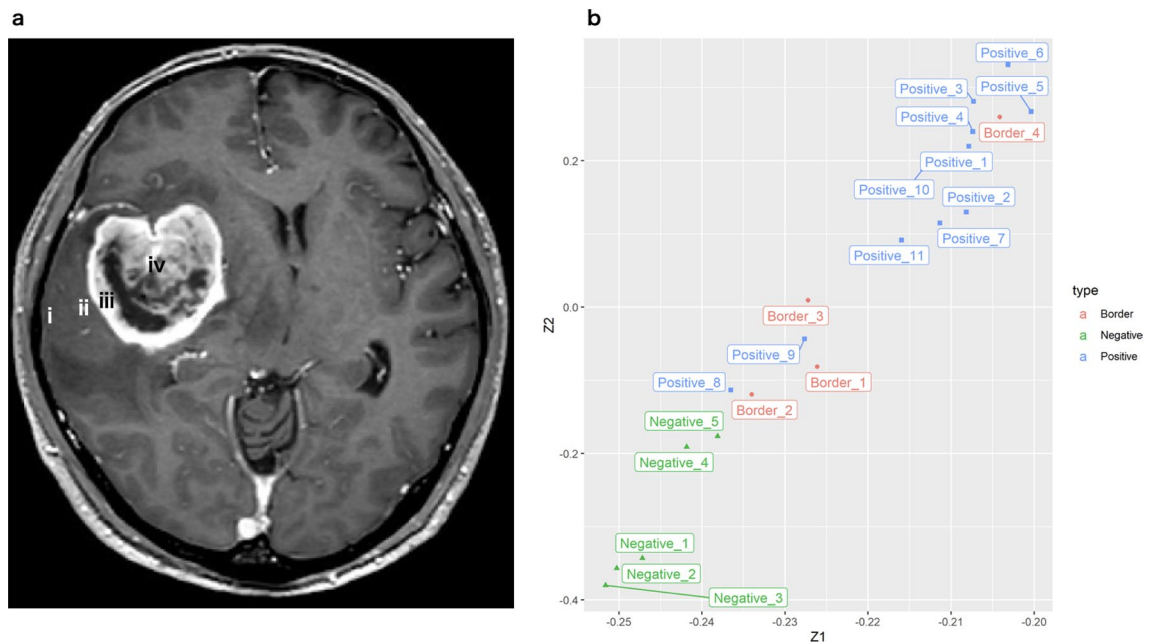 a
b
i
ii
iii
iv
Positive_6
Positive_3
Positive_5
Positive_4
Border_4
Positive_1
Positive_10
Positive_2
Positive_7
Positive_11
Border_3
Positive_9
Positive_8
Border_1
Border_2
Negative_5
Negative_4
Negative_1
Negative_2
Negative_3
0.2
0.0
-0.2
-0.4
Z2
-0.25
-0.24
-0.23
-0.22
-0.21
-0.20
Z1
type
a Border
a Negative
a Positive